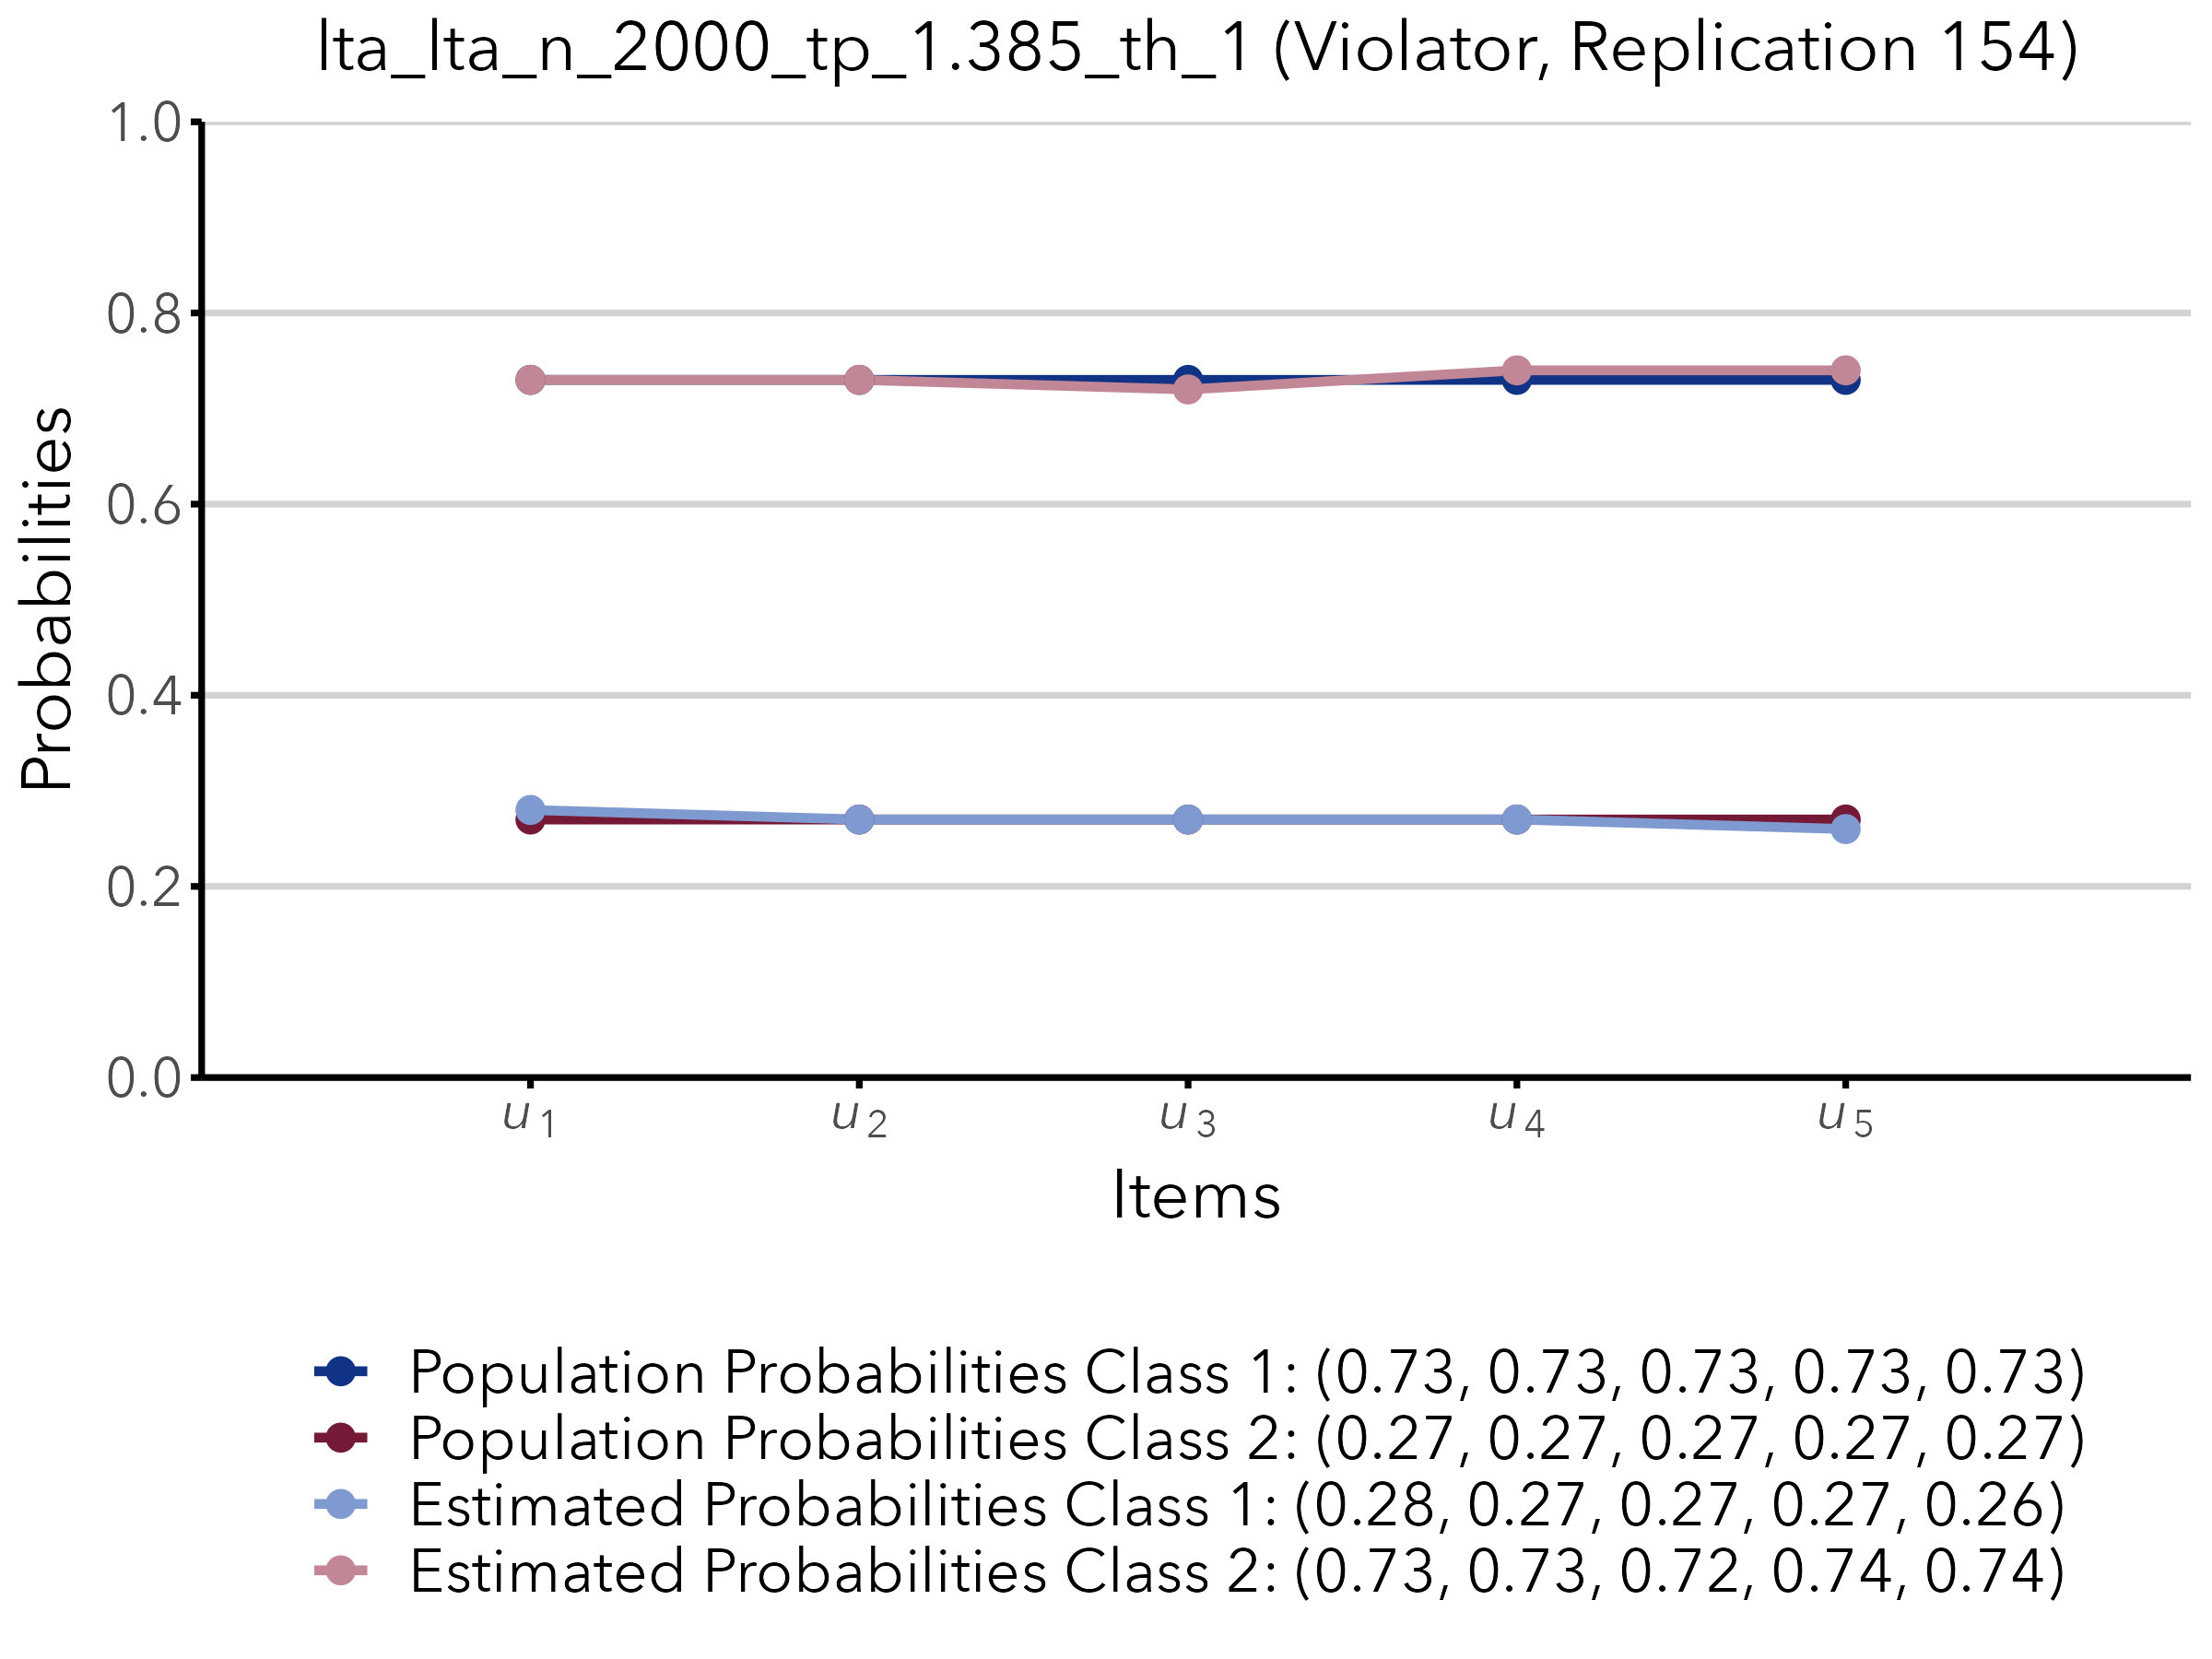 lta_lta_n_2000_tp_1.385_th_1 (Violator, Replication 154)
1.0
0.8
0.6
0.4
0.2
0.0
Probabilities
u1 u2 u3 u4 u5
Items
Population Probabilities Class 1: (0.73, 0.73, 0.73, 0.73, 0.73)
Population Probabilities Class 2: (0.27, 0.27, 0.27, 0.27, 0.27)
Estimated Probabilities Class 1: (0.28, 0.27, 0.27, 0.27, 0.26)
Estimated Probabilities Class 2: (0.73, 0.73, 0.72, 0.74, 0.74)